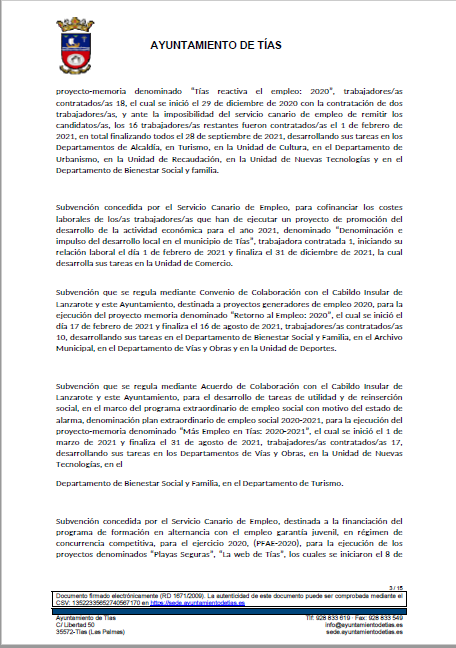 AYUNTAMIENTO DE TÍAS
proyecto-memoria denominado "Tías reactiva el empleo: 2020", trabajadores/as
contratados/as 18, el cual se inició el 29 de diciembre de 2020 con la contratación de dos
trabajadores/as, y ante la imposibilidad del servicio canario de empleo de remitir los
candidatos/as, los 16 trabajadores/as restantes fueron contratados/as el 1 de febrero de
2021, en total finalizando todos el 28 de septiembre de 2021, desarrollando sus tareas en los
Departamentos de Alcaldía, en Turismo, en la Unidad de Cultura, en el Departamento de
Urbanismo, en la Unidad de Recaudación, en la Unidad de Nuevas Tecnologías y en el
Departamento de Bienestar Social y familia.
Subvención concedida por el Servicio Canario de Empleo, para cofinanciar los costes
laborales de los/as trabajadores/as que han de ejecutar un proyecto de promoción del
desarrollo de la actividad económica para el año 2021, denominado "Denominación e
impulso del desarrollo local en el municipio de Tías", trabajadora contratada 1, iniciando su
relación laboral el día 1 de febrero de 2021 y finaliza el 31 de diciembre de 2021, la cual
desarrolla sus tareas en la Unidad de Comercio.
Subvención que se regula mediante Convenio de Colaboración con el Cabildo Insular de
Lanzarote y este Ayuntamiento, destinada a proyectos generadores de empleo 2020, para la
ejecución del proyecto memoria denominado "Retorno al Empleo: 2020", el cual se inició el
día 17 de febrero de 2021 y finaliza el 16 de agosto de 2021, trabajadores/as contratados/as
10, desarrollando sus tareas en el Departamento de Bienestar Social y Familia, en el Archivo
Municipal, en el Departamento de Vías y Obras y en la Unidad de Deportes.
Subvención que se regula mediante Acuerdo de Colaboración con el Cabildo Insular de
Lanzarote y este Ayuntamiento, para el desarrollo de tareas de utilidad y de reinserción
social, en el marco del programa extraordinario de empleo social con motivo del estado de
alarma, denominación plan extraordinario de empleo social 2020-2021, para la ejecución del
proyecto-memoria denominado "Más Empleo en Tías: 2020-2021", el cual se inició el 1 de
marzo de 2021 y finaliza el 31 de agosto de 2021, trabajadores/as contratados/as 17,
desarrollando sus tareas en los Departamentos de Vías y Obras, en la Unidad de Nuevas
Tecnologías, en el
Departamento de Bienestar Social y Familia, en el Departamento de Turismo.
Subvención concedida por el Servicio Canario de Empleo, destinada a la financiación del
programa de formación en alternancia con el empleo garantía juvenil, en régimen de
concurrencia competitiva, para el ejercicio 2020, (PFAE-2020), para la ejecución de los
proyectos denominados "Playas Seguras", "La web de Tías", los cuales se iniciaron el 8 de
3 / 15
Documento firmado electrónicamente (RD 1671/2009). La autenticidad de este documento puede ser comprobada mediante el
CSV: 13522335652740567170 en https://sede.ayuntamientodetias.es
Ayuntamiento de Tías
C/ Libertad 50
35572-Tías (Las Palmas)
Tlf: 928 833 619 · Fax: 928 833 549
info@ayuntamientodetias.es
sede.ayuntamientodetias.es